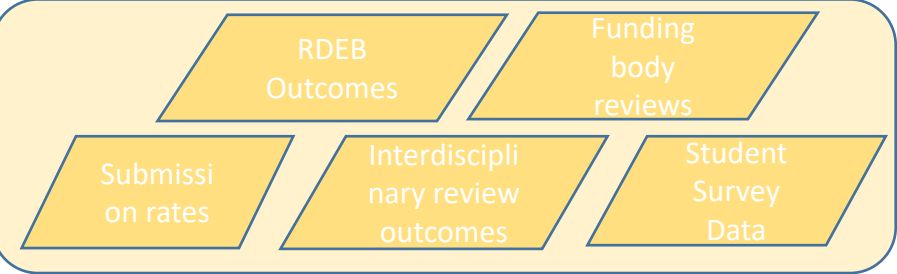 RDEB
Outcomes
Funding
body
reviews
Submissi
on rates
Interdiscipli
nary review
outcomes
Student
Survey
Data